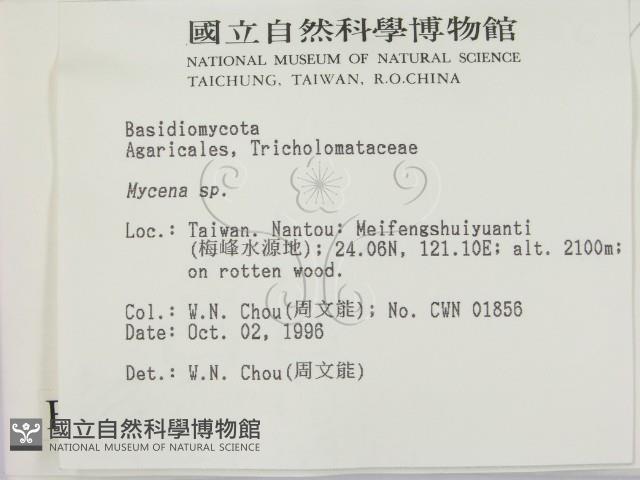 國立自然科學博物館
NATIONAL MUSEUM OF NATURAL SCIENCE
TAICHUNG, TAIWAN, R.O.CHINA
Basidiomycota
Agaricales, Tricholomataceae
Mycena sp.
Loc.: Taiwan. Nantou: Meifengshuiyuanti
(梅峰水源地); 24.06N, 121.10E; alt. 2100m;
on rotten wood.
Col.: W.N. Chou(周文能); No. CWN 01856
Date: Oct. 02, 1996
Det.: W.N. Chou(周文能)
國立自然科學博物館
NATIONAL MUSEUM OF NATURAL SCIENCE